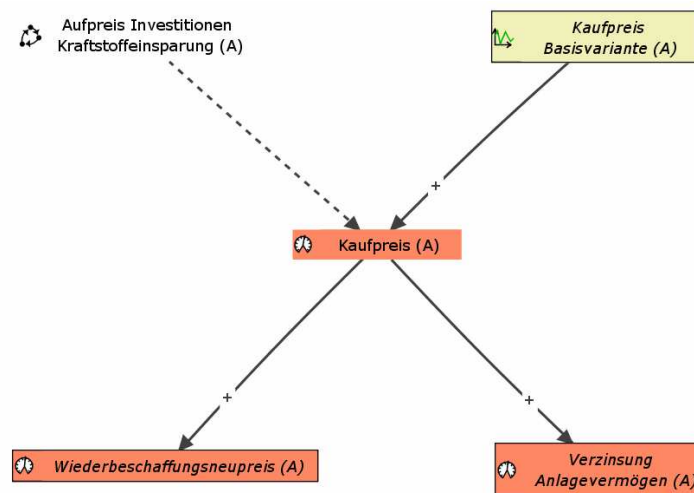 Aufpreis Investitionen
Kraftstoffeinsparung (A)
Kaufpreis
Basisvariante (A)
+
Kaufpreis (A)
+
+
Wiederbeschaffungsneupreis (A)
Verzinsung
Anlagevermögen (A)